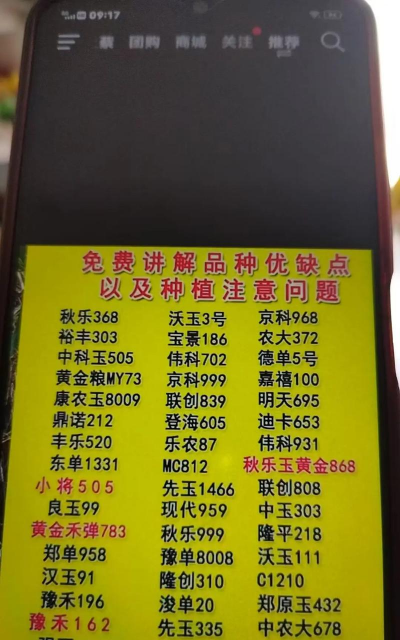 09:17
蔡 团购 商城 关注 推荐
免费讲解品种优缺点
以及种植注意问题
秋乐368 沃玉3号 京科968
裕丰303 宝景186 农大372
中科玉505 伟科702 德单5号
黄金粮MY73 京科999 嘉禧100
康农玉8009 联创839 明天695
鼎诺212 登海605 迪卡653
丰乐520 乐农87 伟科931
东单1331 MC812 秋乐玉黄金868
小将505 先玉1466 联创808
良玉99 现代959 中玉303
黄金禾弹783 秋乐999 隆平218
郑单958 豫单8008 沃玉111
汉玉91 隆创310 C1210
豫禾196 浚单20 郑原玉432
豫禾162 先玉335 中农大678